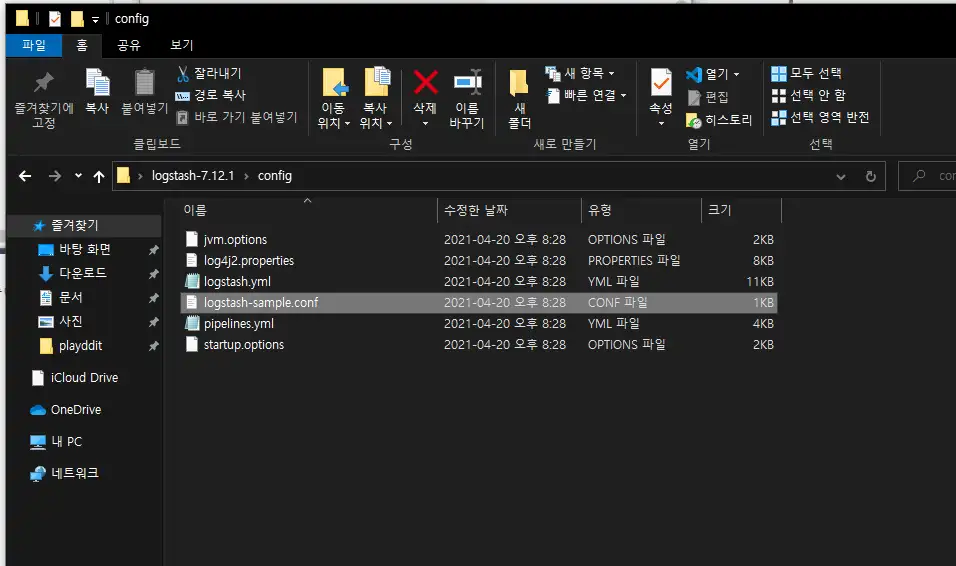 config
파일 홈 공유 보기
즐겨찾기에 고정
복사
붙여넣기
잘라내기
경로 복사
바로 가기 붙여넣기
클립보드
이동 위치
복사 위치
삭제
이름 바꾸기
구성
새 폴더
새 항목
빠른 연결
새로 만들기
속성
열기
편집
히스토리
열기
모두 선택
선택 안 함
선택 영역 반전
선택
logstash-7.12.1 config
즐겨찾기
바탕 화면
다운로드
문서
사진
playddit
iCloud Drive
OneDrive
내 PC
네트워크
이름 수정한 날짜 유형 크기
jvm.options 2021-04-20 오후 8:28 OPTIONS 파일 2KB
log4j2.properties 2021-04-20 오후 8:28 PROPERTIES 파일 8KB
logstash.yml 2021-04-20 오후 8:28 YML 파일 11KB
logstash-sample.conf 2021-04-20 오후 8:28 CONF 파일 1KB
pipelines.yml 2021-04-20 오후 8:28 YML 파일 4KB
startup.options 2021-04-20 오후 8:28 OPTIONS 파일 2KB